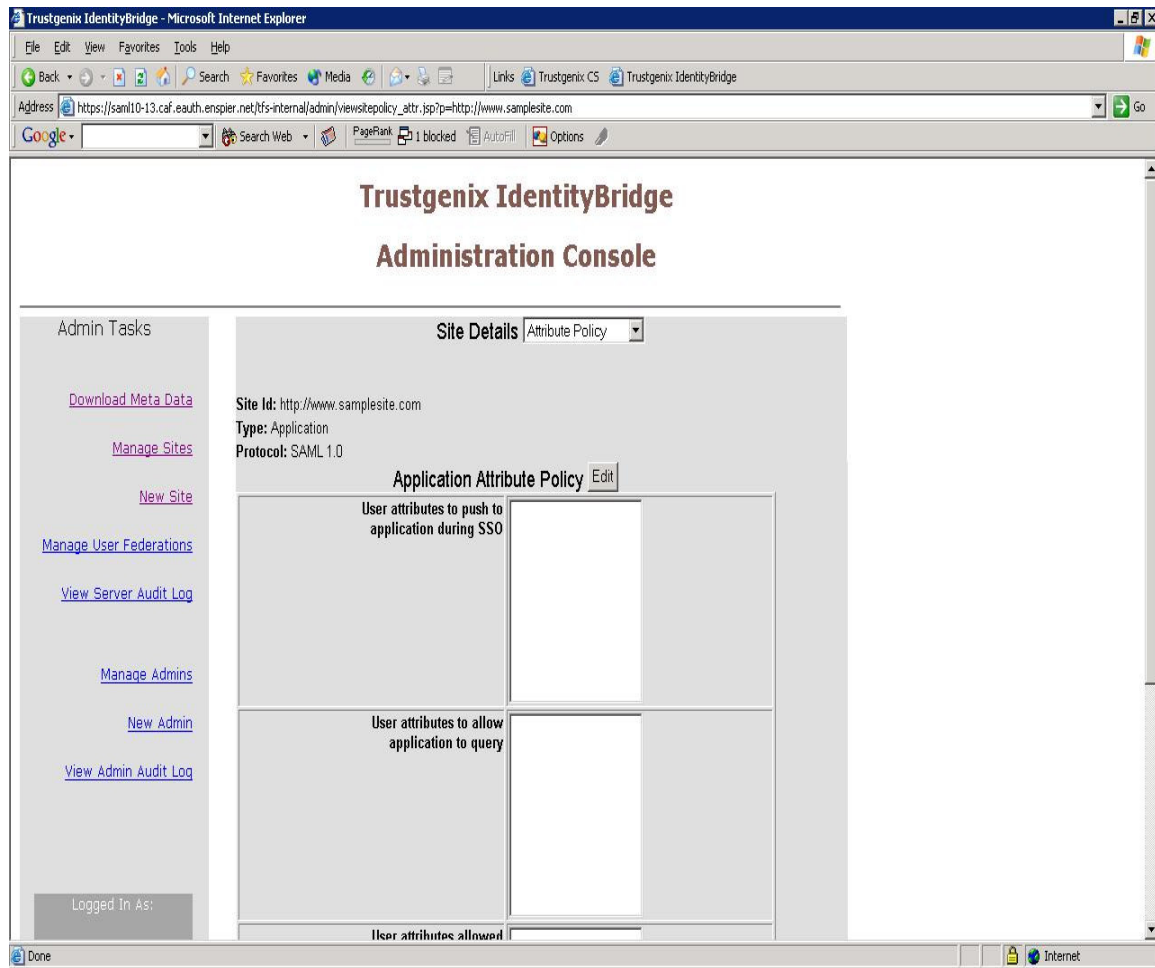 Trustgenix IdentityBridge - Microsoft Internet Explorer
File Edit View Favorites Tools Help
Back Search Favorites Media Links Trustgenix CS Trustgenix IdentityBridge
Address https://saml10-13.caf.eauth.enspier.net/tfs-internal/admin/viewsitepolicy_attr.jsp?p=http://www.samplesite.com Go
Google Search Web PageRank 1 blocked AutoFill Options
Trustgenix IdentityBridge
Administration Console
Admin Tasks
Download Meta Data
Manage Sites
New Site
Manage User Federations
View Server Audit Log
Manage Admins
New Admin
View Admin Audit Log
Logged In As:
Site Details Attribute Policy
Site Id: http://www.samplesite.com
Type: Application
Protocol: SAML 1.0
Application Attribute Policy Edit
User attributes to push to
application during SSO
User attributes to allow
application to query
User attributes allowed
Done Internet